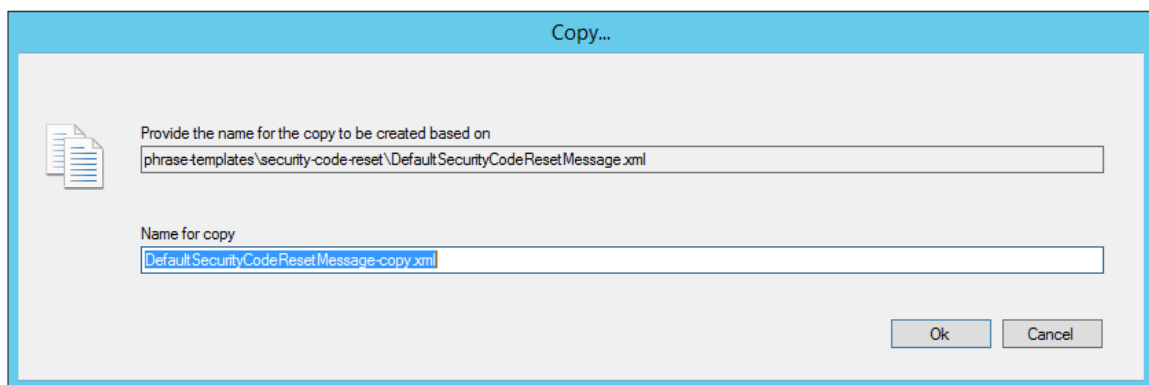 Copy...
Provide the name for the copy to be created based on
phrase-templates\security-code-reset\DefaultSecurityCodeResetMessage.xml
Name for copy
DefaultSecurityCodeResetMessage-copy.xml
Ok Cancel